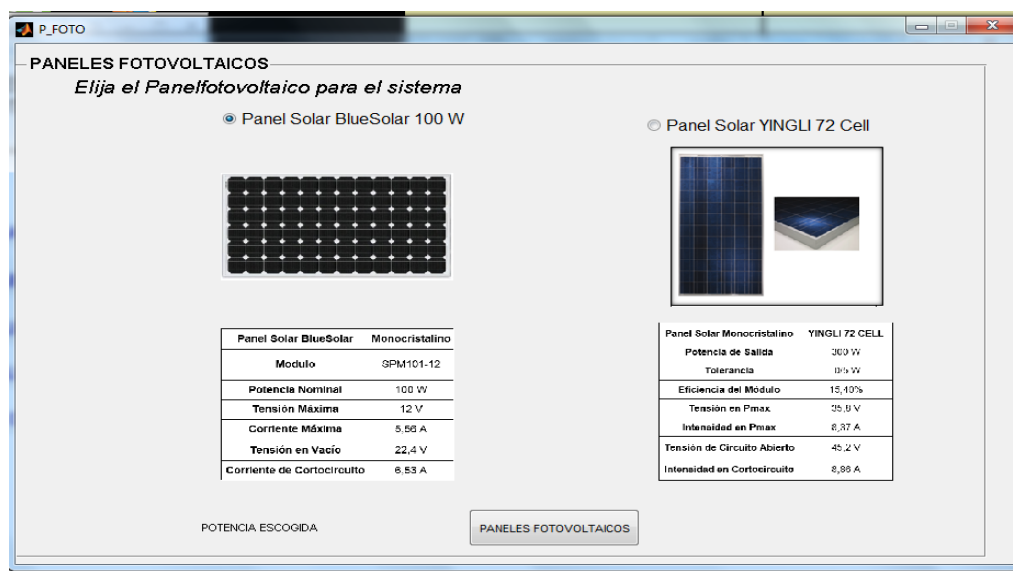 P_FOTO
PANELES FOTOVOLTAICOS
Elija el Panelfotovoltaico para el sistema
Panel Solar BlueSolar 100 W
Panel Solar YINGLI 72 Cell
Panel Solar BlueSolar Monocristalino
Modulo SPM101-12
Potencia Nominal 100 W
Tensión Máxima 12 V
Corriente Máxima 5,56 A
Tensión en Vacío 22,4 V
Corriente de Cortocircuito 6,53 A
Panel Solar Monocristalino YINGLI 72 CELL
Potencia de Salida 300 W
Tolerancia 0/5 W
Eficiencia del Módulo 15,40%
Tensión en Pmax 35,8 V
Intensidad en Pmax 8,37 A
Tensión de Circuito Abierto 45,2 V
Intensidad en Cortocircuito 8,86 A
POTENCIA ESCOGIDA
PANELES FOTOVOLTAICOS